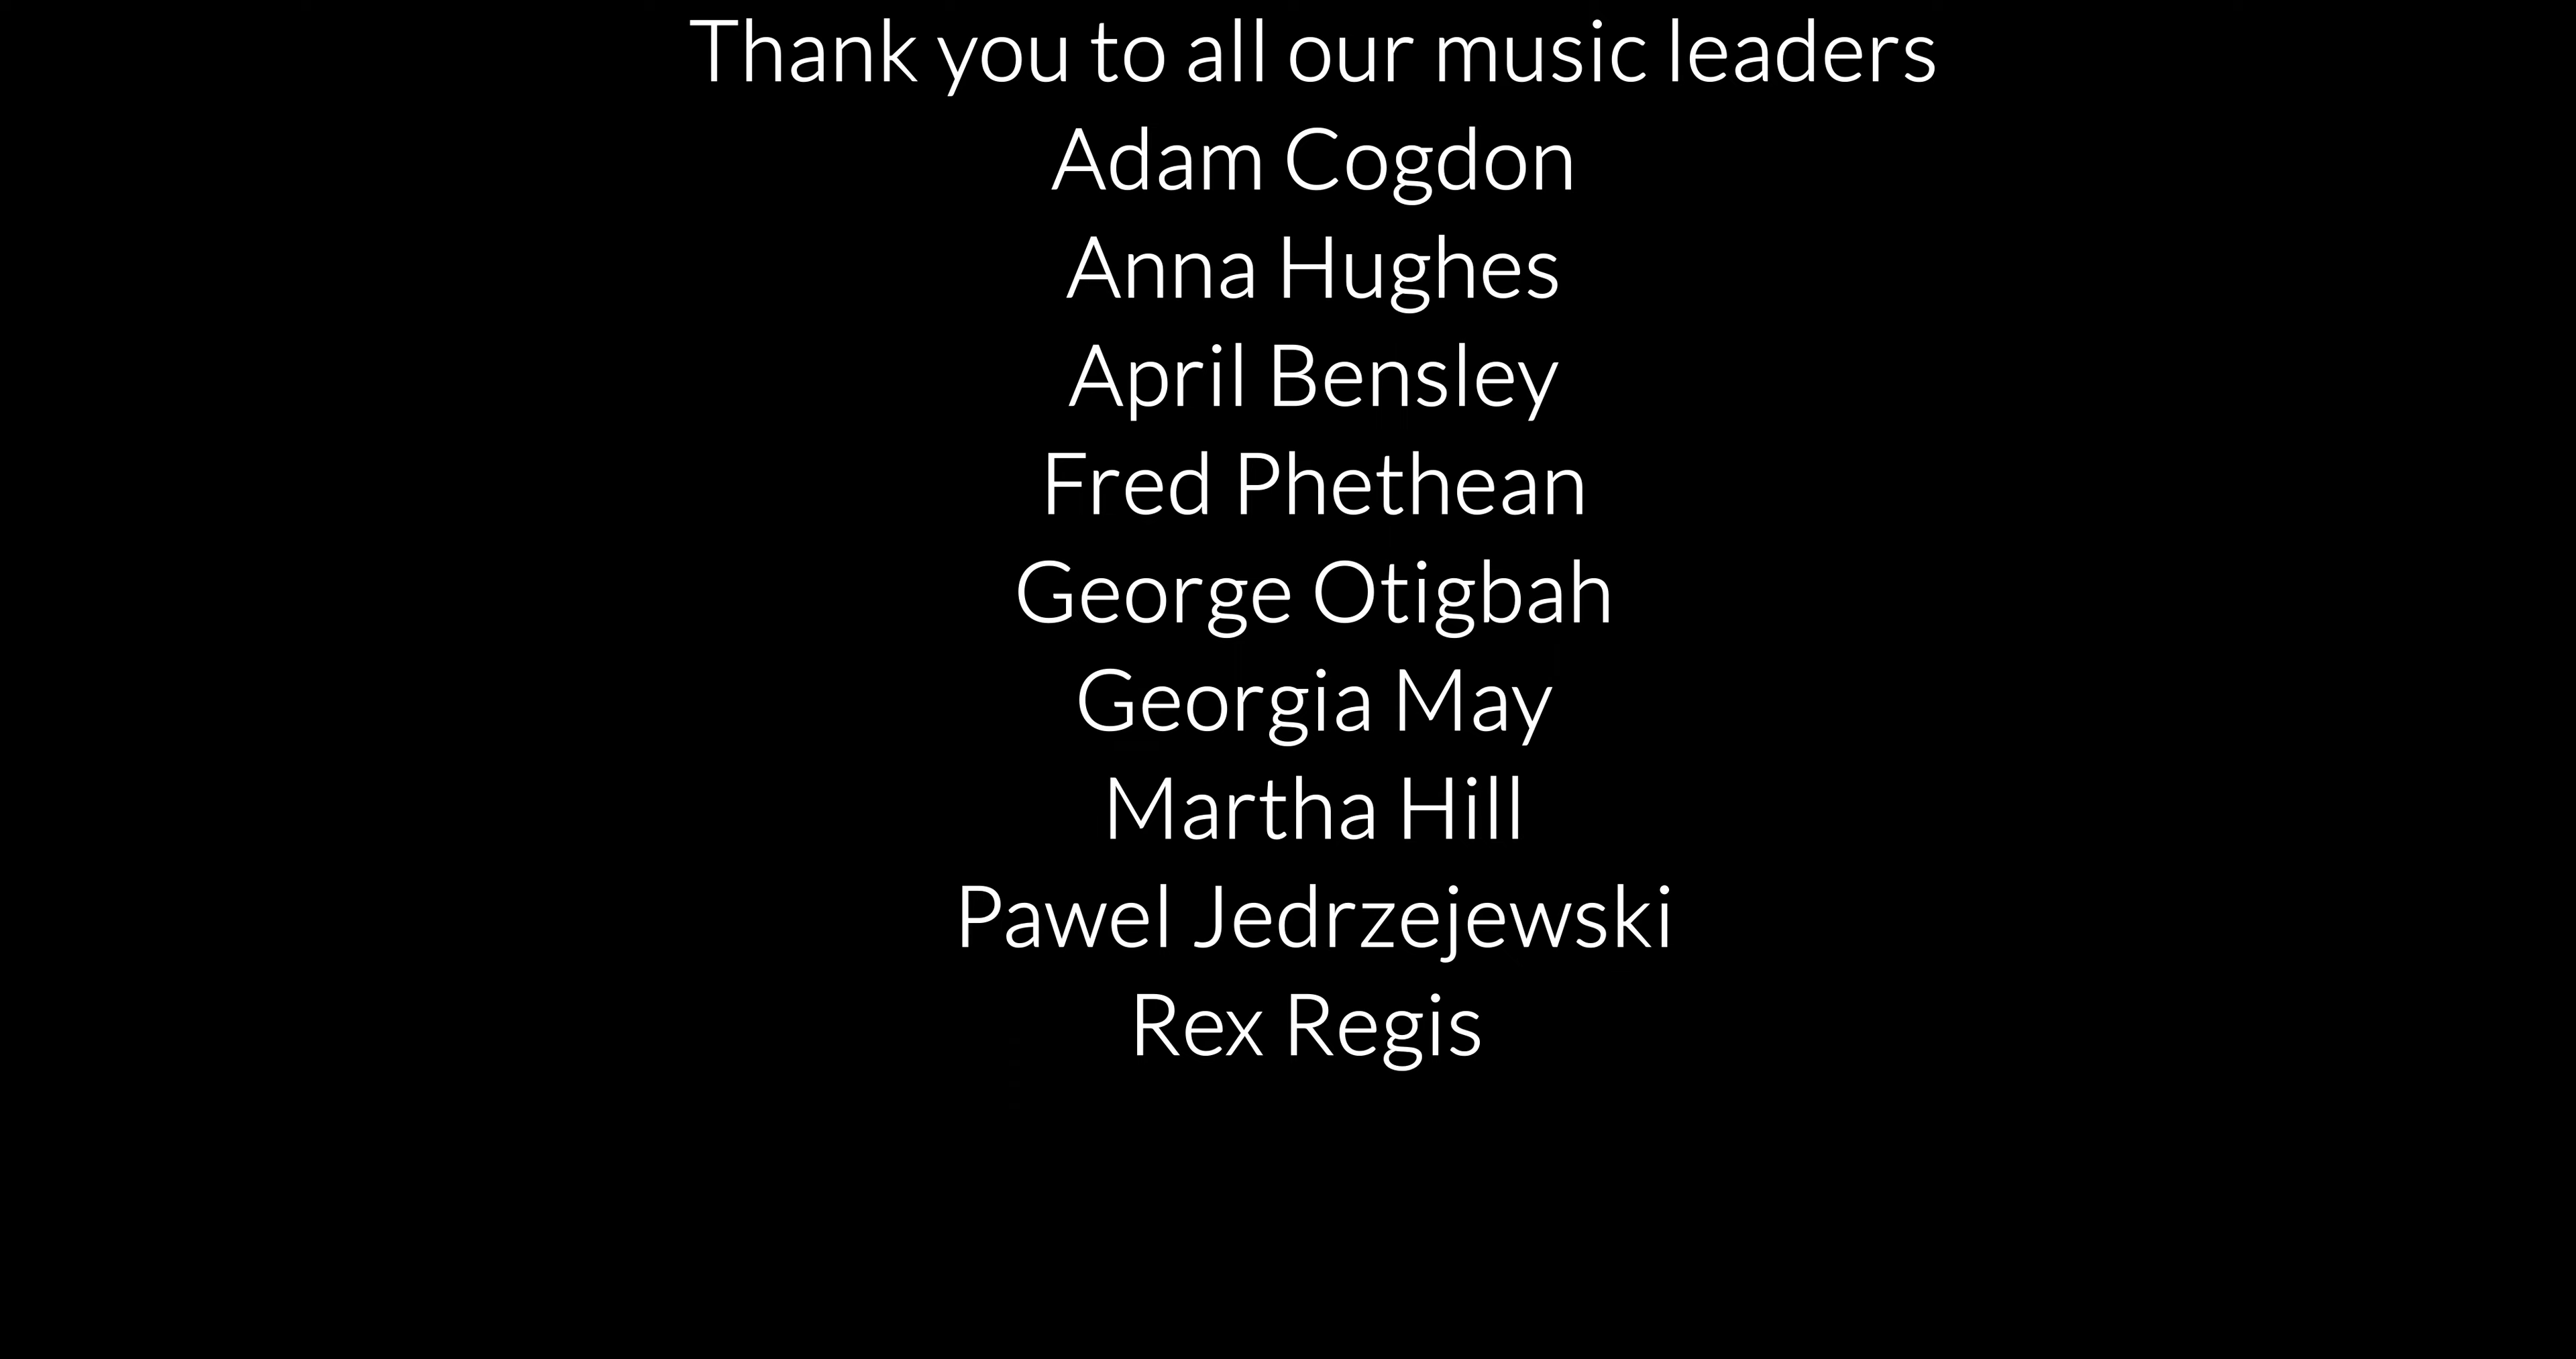 Thank you to all our music leaders
Adam Cogdon
Anna Hughes
April Bensley
Fred Phethean
George Otigbah
Georgia May
Martha Hill
Pawel Jedrzejewski
Rex Regis